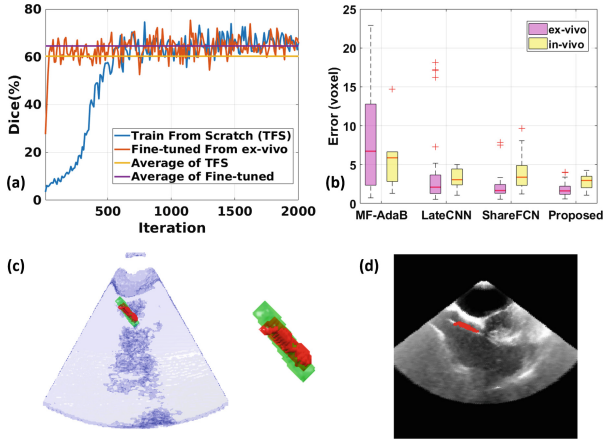 80
60
40
20
0
Dice(%)
Train From Scratch (TFS)
Fine-tuned From ex-vivo
Average of TFS
Average of Fine-tuned
(a)
500 1000 1500 2000
Iteration
25
20
15
10
5
0
Error (voxel)
ex-vivo
in-vivo
(b)
MF-AdaB LateCNN ShareFCN Proposed
(c)
(d)